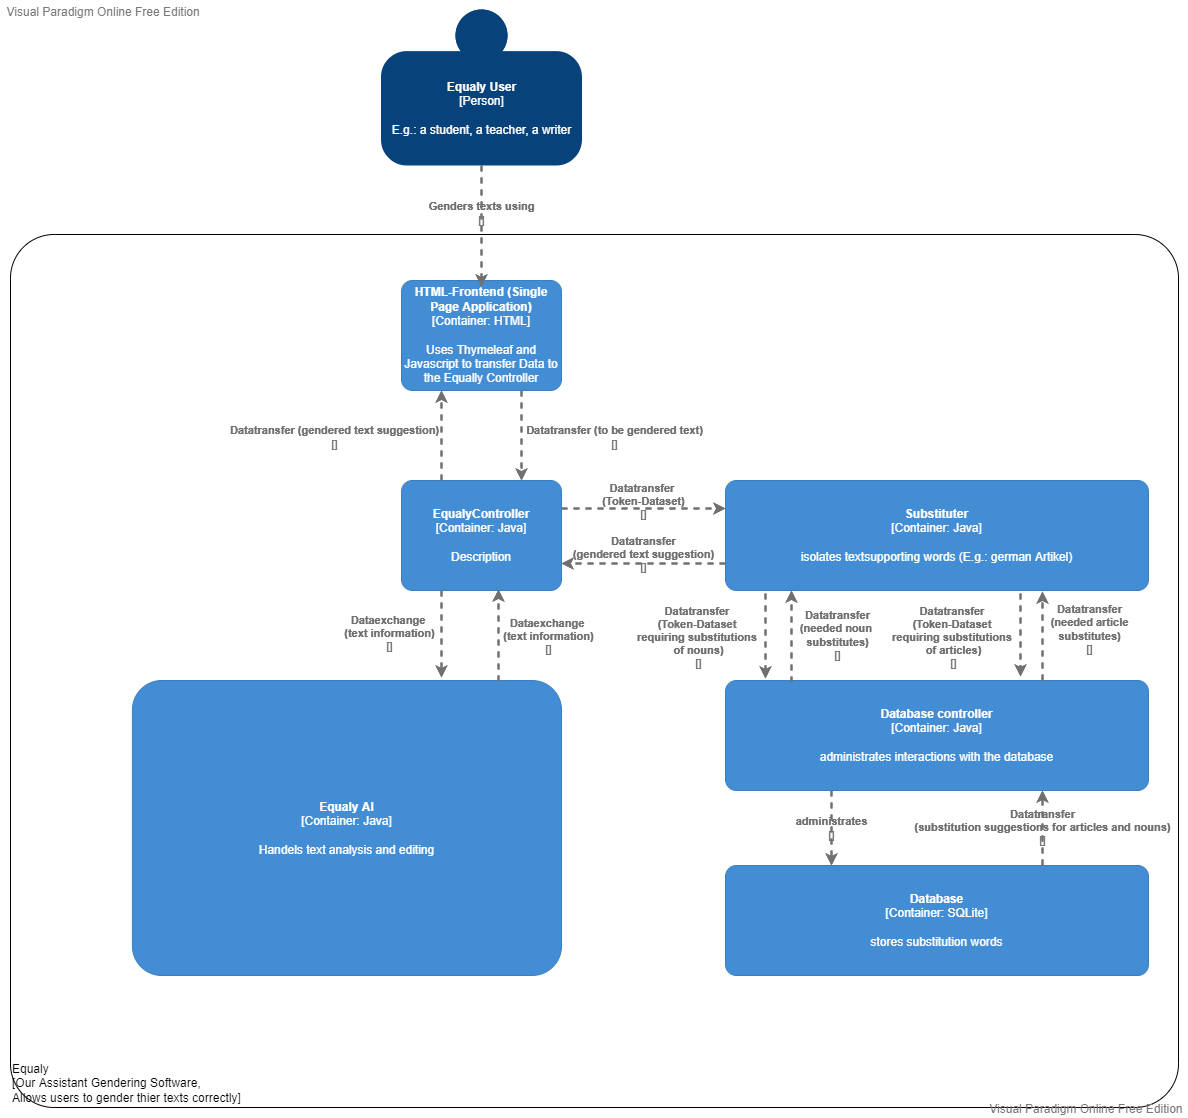 Visual Paradigm Online Free Edition
Equaly User
[Person]
E.g.: a student, a teacher, a writer
Genders texts using
[]
HTML-Frontend (Single
Page Application)
[Container: HTML]
Uses Thymeleaf and
Javascript to transfer Data to
the Equally Controller
Datatransfer (gendered text suggestion)
[]
Datatransfer (to be gendered text)
[]
EqualyController
[Container: Java]
Description
Datatransfer
(Token-Dataset)
[]
Datatransfer
(gendered text suggestion)
[]
Substituter
[Container: Java]
isolates textsupporting words (E.g.: german Artikel)
Dataexchange
(text information)
[]
Dataexchange
(text information)
[]
Datatransfer
(Token-Dataset
requiring substitutions
of nouns)
[]
Datatransfer
(needed noun
substitutes)
[]
Datatransfer
(Token-Dataset
requiring substitutions
of articles)
[]
Datatransfer
(needed article
substitutes)
[]
Equaly AI
[Container: Java]
Handels text analysis and editing
Database controller
[Container: Java]
administrates interactions with the database
administrates
[]
Datatransfer
(substitution suggestions for articles and nouns)
[]
Database
[Container: SQLite]
stores substitution words
Equaly
[Our Assistant Gendering Software,
Allows users to gender thier texts correctly]
Visual Paradigm Online Free Edition